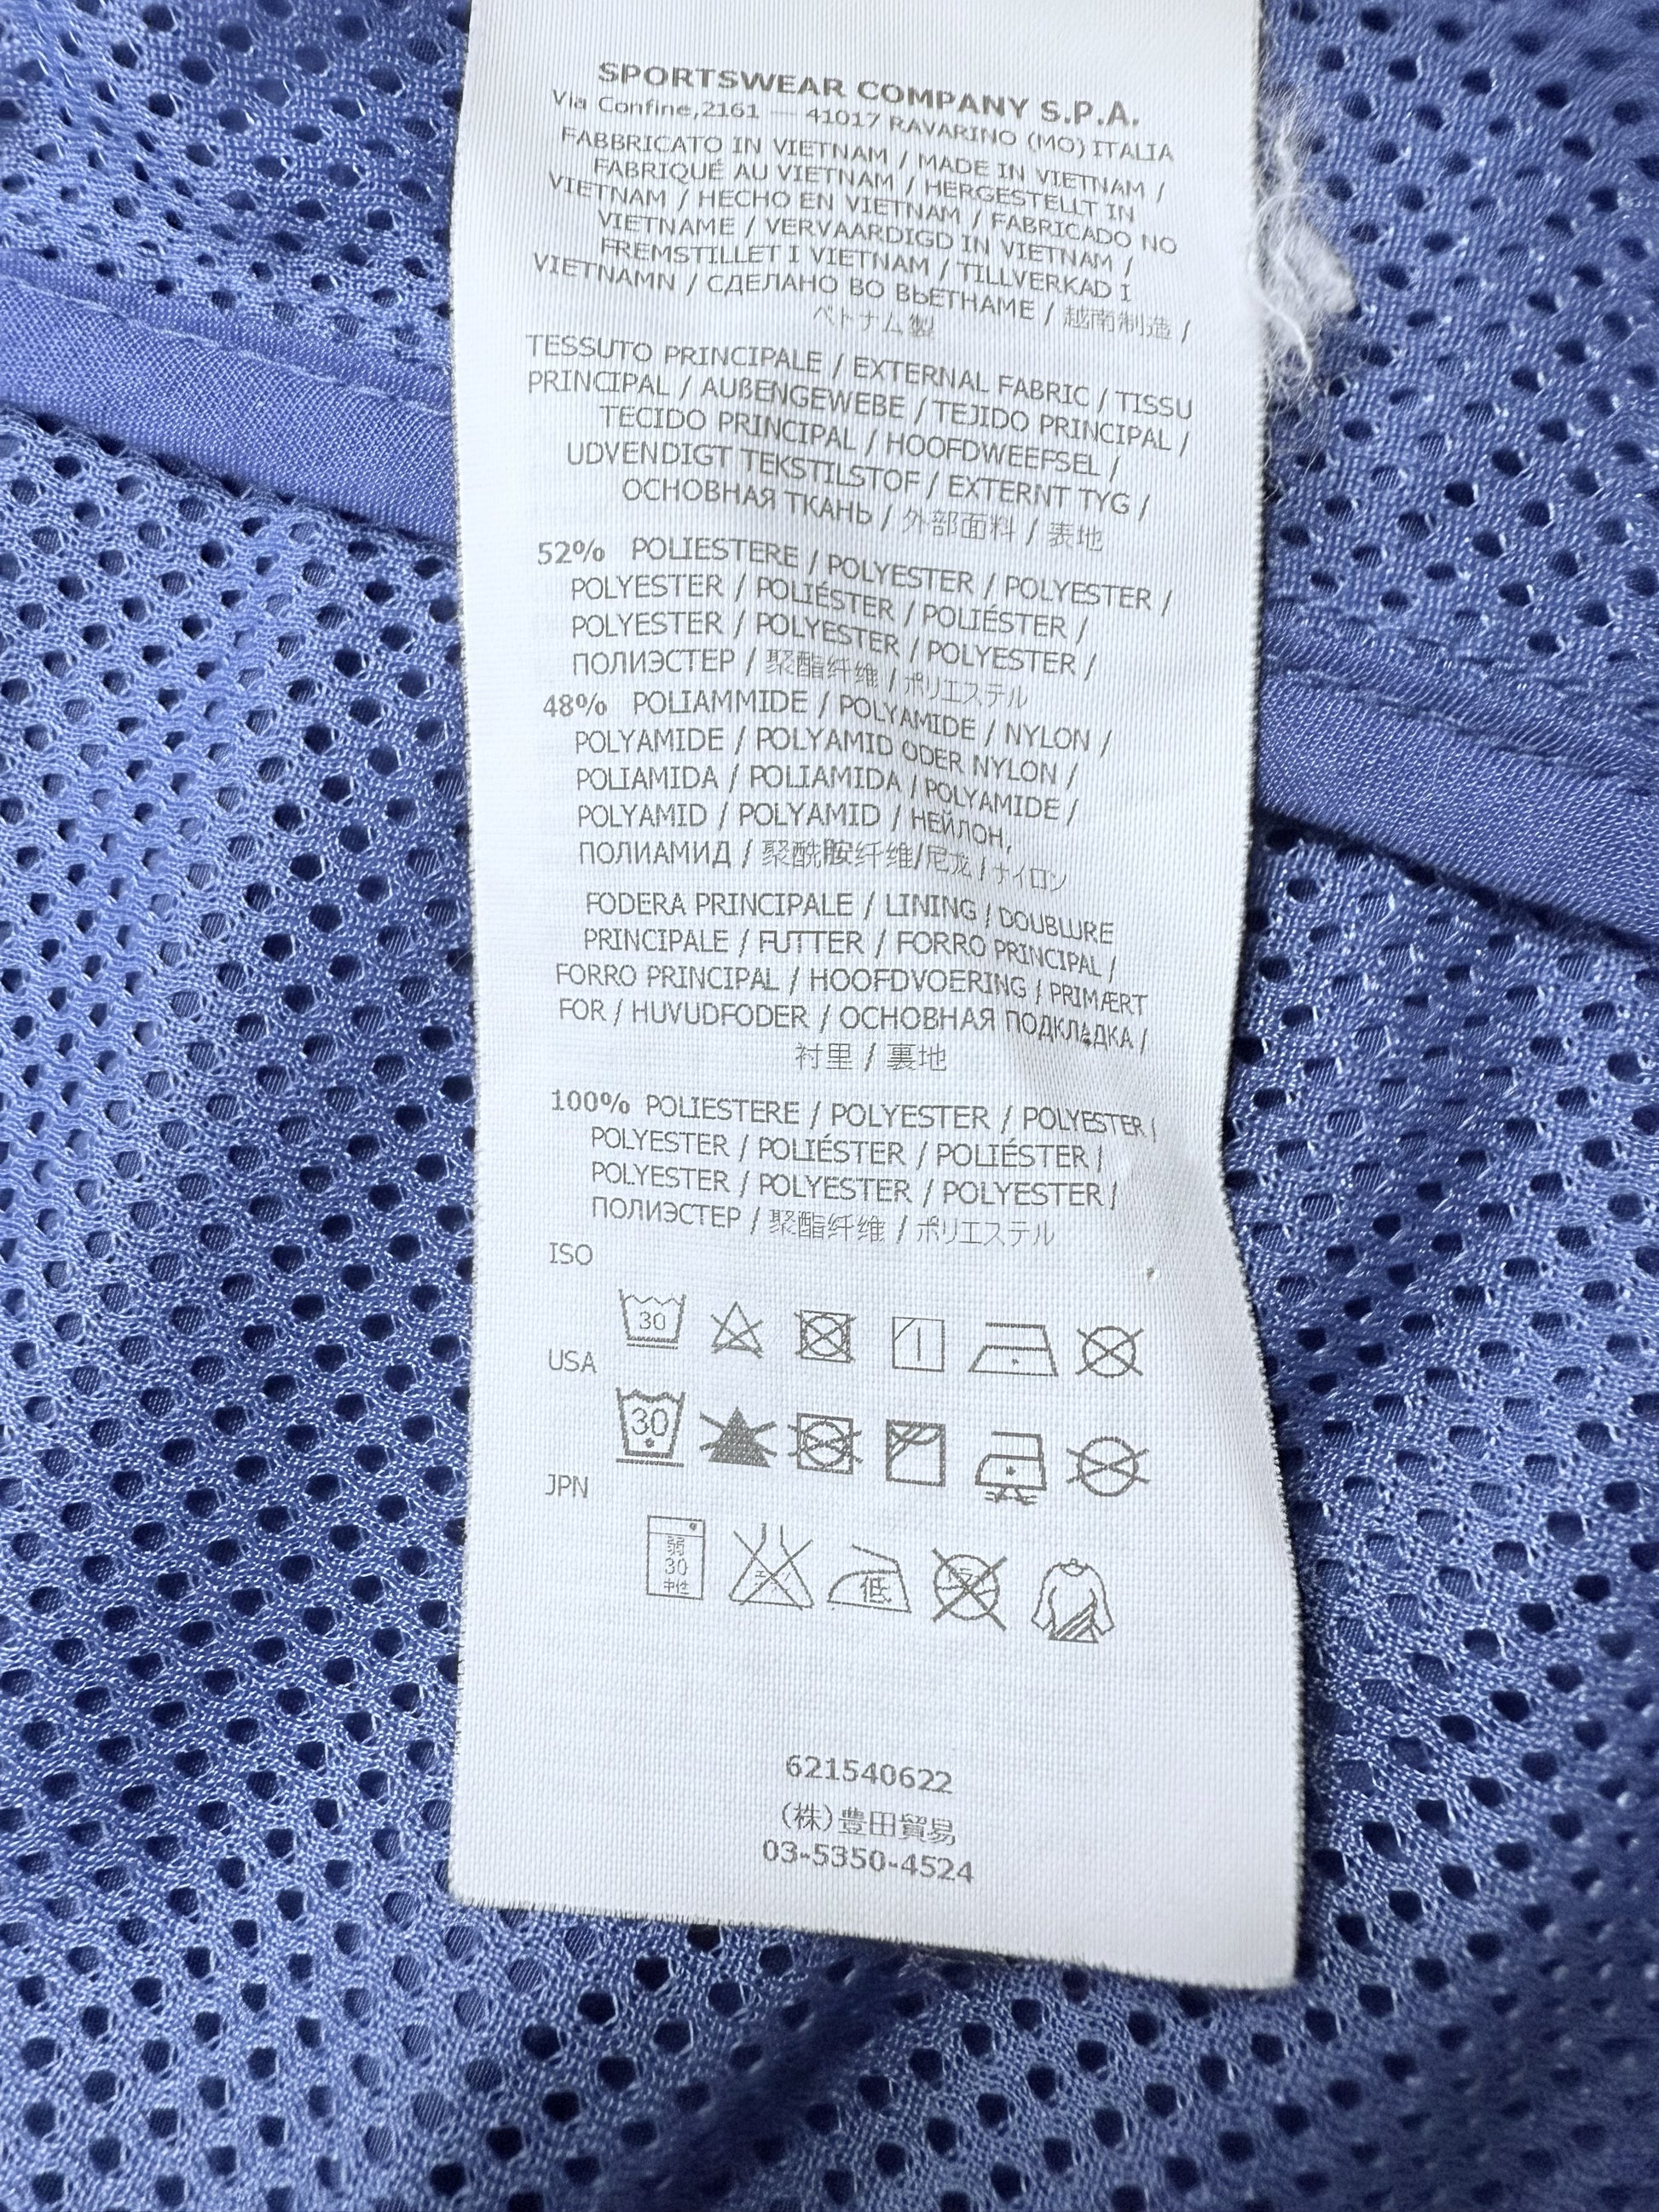 SPORTSWEAR COMPANY S.P.A.
Via Confine,2161 — 41017 RAVARINO (MO) ITALIA
FABBRICATO IN VIETNAM / MADE IN VIETNAM /
FABRIQUÉ AU VIETNAM / HERGESTELLT IN
VIETNAM / HECHO EN VIETNAM / FABRICADO NO
VIETNAME / VERVAARDIGD IN VIETNAM /
FREMSTILLET I VIETNAM / TILLVERKAD I
VIETNAMN / СДЕЛАНО ВО ВЬЕТНАМЕ / 越南制造 /
ベトナム製
TESSUTO PRINCIPALE / EXTERNAL FABRIC / TISSU
PRINCIPAL / AUßENGEWEBE / TEJIDO PRINCIPAL /
TECIDO PRINCIPAL / HOOFDWEEFSEL /
UDVENDIGT TEKSTILSTOF / EXTERNT TYG /
ОСНОВНАЯ ТКАНЬ / 外部面料 / 表地
52% POLIESTERE / POLYESTER / POLYESTER /
POLYESTER / POLIÉSTER / POLIÉSTER /
POLYESTER / POLYESTER / POLYESTER /
ПОЛИЭСТЕР / 聚酯纤维 / ポリエステル
48% POLIAMMIDE / POLYAMIDE / NYLON /
POLYAMIDE / POLYAMID ODER NYLON /
POLIAMIDA / POLIAMIDA / POLYAMIDE /
POLYAMID / POLYAMID / НЕЙЛОН,
ПОЛИАМИД / 聚酰胺纤维/尼龙 / ナイロン
FODERA PRINCIPALE / LINING / DOUBLURE
PRINCIPALE / FUTTER / FORRO PRINCIPAL /
FORRO PRINCIPAL / HOOFDVOERING / PRIMÆRT
FOR / HUVUDFODER / ОСНОВНАЯ ПОДКЛАДКА /
衬里 / 裏地
100% POLIESTERE / POLYESTER / POLYESTER /
POLYESTER / POLIÉSTER / POLIÉSTER /
POLYESTER / POLYESTER / POLYESTER /
ПОЛИЭСТЕР / 聚酯纤维 / ポリエステル
ISO
30
USA
30
JPN
弱
30
中性
低
621540622
(株)豊田貿易
03-5350-4524